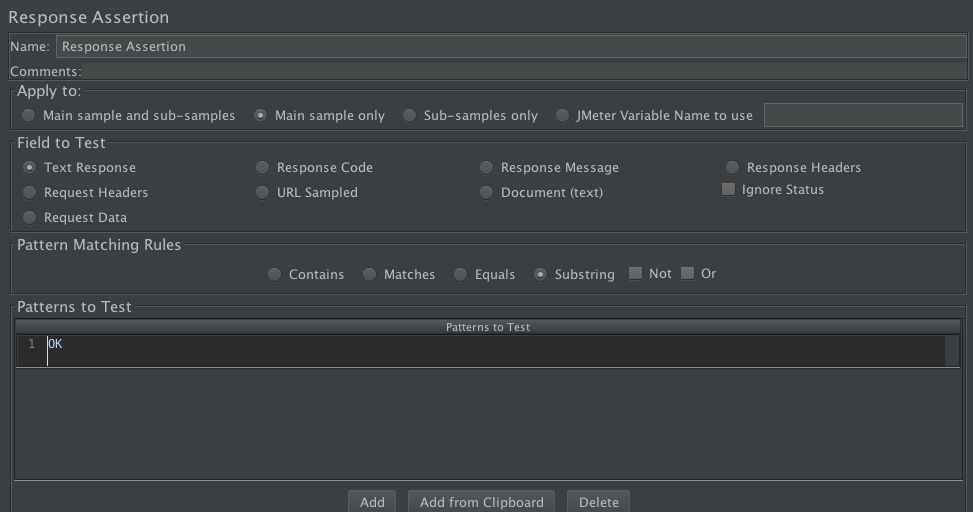 Response Assertion
Name: Response Assertion
Comments:
Apply to:
Main sample and sub-samples Main sample only Sub-samples only JMeter Variable Name to use
Field to Test
Text Response Response Code Response Message Response Headers
Request Headers URL Sampled Document (text) Ignore Status
Request Data
Pattern Matching Rules
Contains Matches Equals Substring Not Or
Patterns to Test
Patterns to Test
1 OK
Add Add from Clipboard Delete